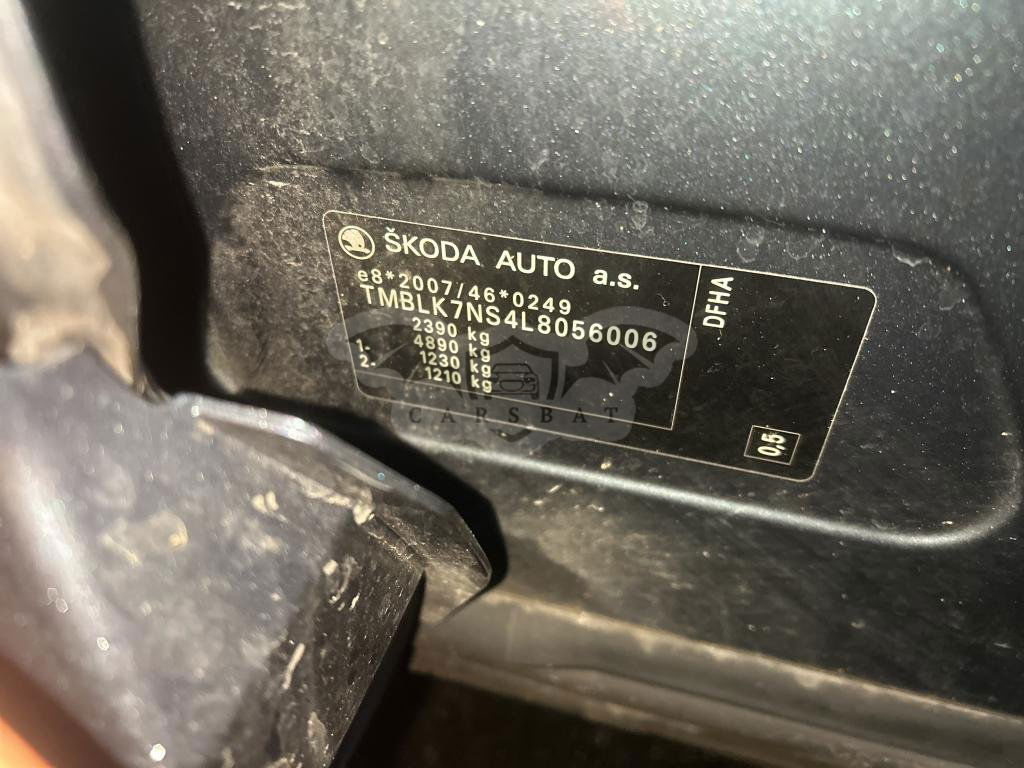 ŠKODA AUTO a.s.
e8*2007/46*0249
TMBLK7NS4L8056006
2390 kg
4890 kg
1- 1230 kg
2- 1210 kg
DFHA
0,5
CARSBAT